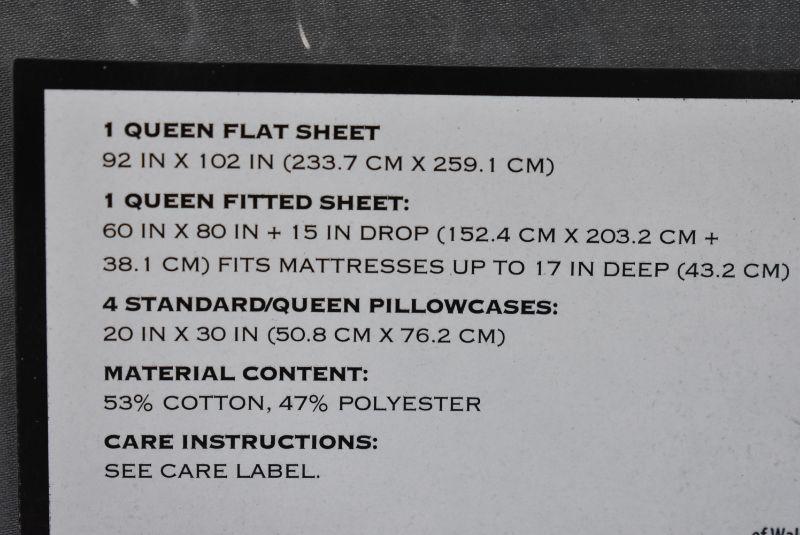 1 QUEEN FLAT SHEET
92 IN X 102 IN (233.7 CM X 259.1 CM)
1 QUEEN FITTED SHEET:
60 IN X 80 IN + 15 IN DROP (152.4 CM X 203.2 CM +
38.1 CM) FITS MATTRESSES UP TO 17 IN DEEP (43.2 CM)
4 STANDARD/QUEEN PILLOWCASES:
20 IN X 30 IN (50.8 CM X 76.2 CM)
MATERIAL CONTENT:
53% COTTON, 47% POLYESTER
CARE INSTRUCTIONS:
SEE CARE LABEL.
of Wal